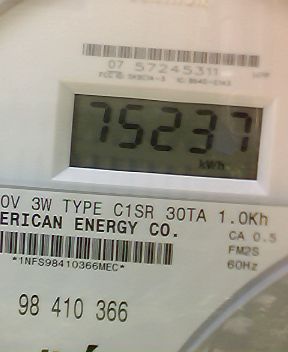 07 57245311
75237
kWh
0V 3W TYPE C1SR 30TA 1.0Kh
ERICAN ENERGY CO.
CA 0.5
FM2S
*1NFS98410366MEC*
60Hz
98 410 366